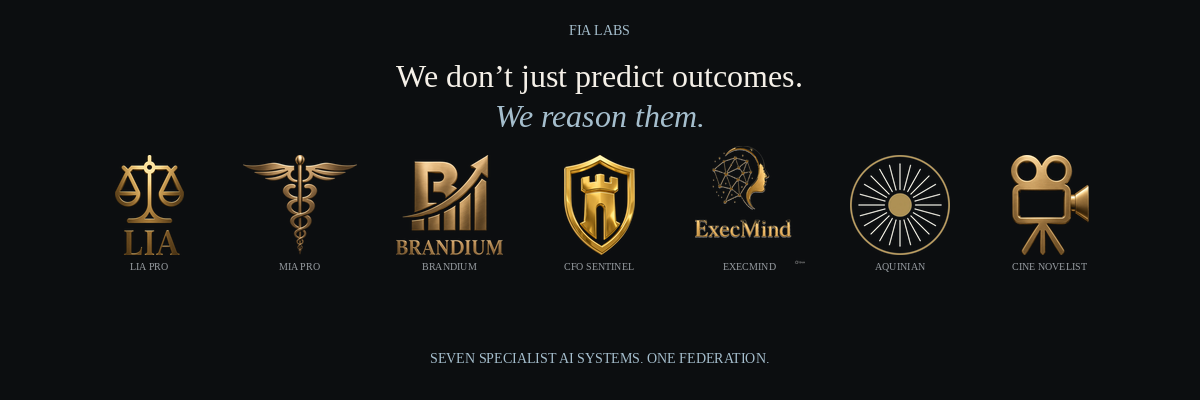 FIA LABS
We don’t just predict outcomes.
We reason them.
LIA
BRANDIUM
ExecMind
LIA PRO
MIA PRO
BRANDIUM
CFO SENTINEL
EXECMIND
AQUINIAN
CINE NOVELIST
SEVEN SPECIALIST AI SYSTEMS. ONE FEDERATION.